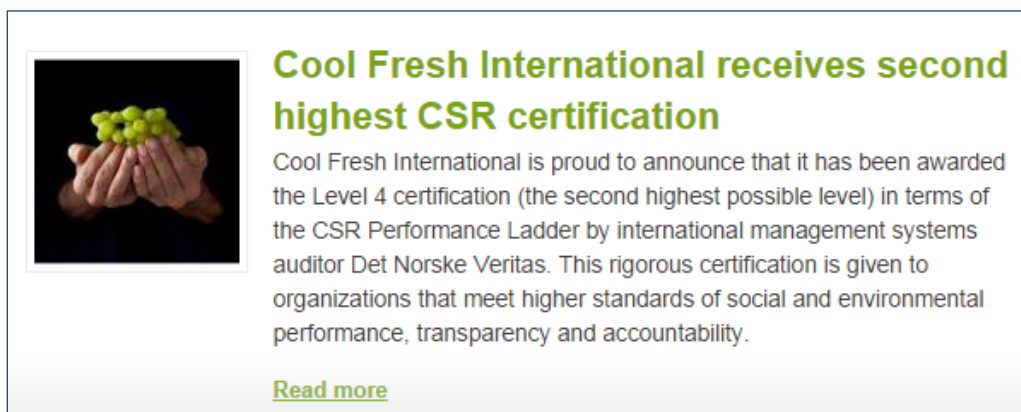 Cool Fresh International receives second
highest CSR certification
Cool Fresh International is proud to announce that it has been awarded
the Level 4 certification (the second highest possible level) in terms of
the CSR Performance Ladder by international management systems
auditor Det Norske Veritas. This rigorous certification is given to
organizations that meet higher standards of social and environmental
performance, transparency and accountability.
Read more